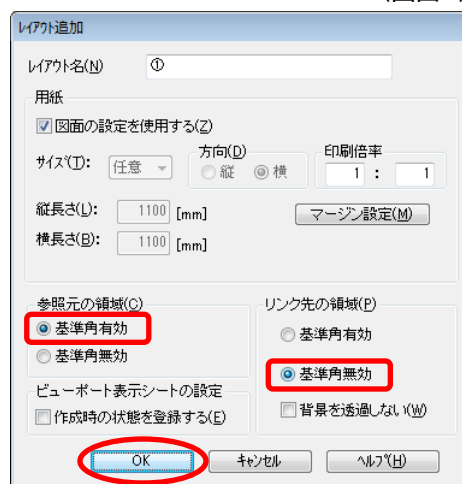 レイアウト追加
レイアウト名(N) ①
用紙
図面の設定を使用する(Z)
サイズ(T): 任意
方向(D)
縦 横
印刷倍率
1 : 1
縦長さ(L): 1100 [mm]
マージン設定(M)
横長さ(B): 1100 [mm]
参照元の領域(C)
基準角有効
基準角無効
リンク先の領域(P)
基準角有効
基準角無効
背景を透過しない(W)
ビューポート表示シートの設定
作成時の状態を登録する(E)
OK キャンセル ヘルプ(H)